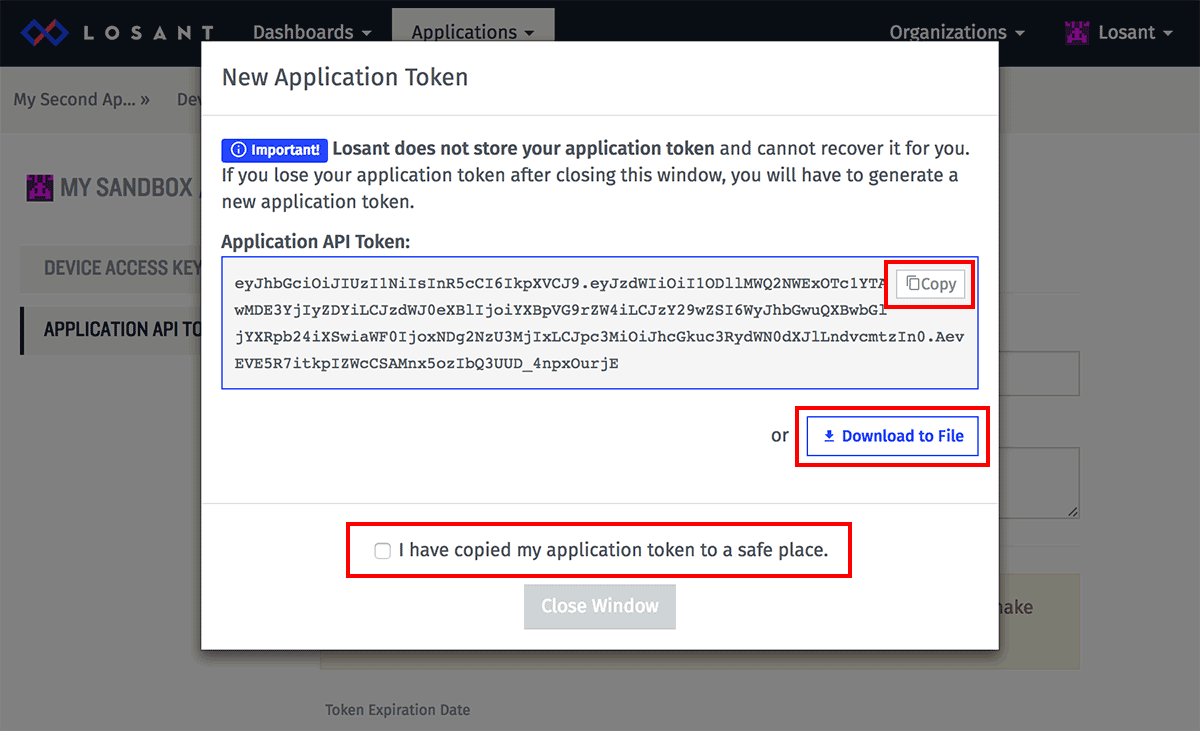 LOSANT Dashboards Applications Organizations Losant
My Second Ap... » Dev
New Application Token
Important! Losant does not store your application token and cannot recover it for you.
If you lose your application token after closing this window, you will have to generate a
new application token.
MY SANDBOX
Application API Token:
DEVICE ACCESS KEY
eyJhbGciOiJIUzI1NiIsInR5cCI6IkpXVCJ9.eyJzdWIiOiI1ODllMWQ2NWExOTc1YTA
Copy
wMDE3YjIyZDYiLCJzdWJ0eXBlIjoiYXBpVG9rZW4iLCJzY29wZSI6WyJhbGwuQXBwbGl
APPLICATION API TO
jYXRpb24iXSwiaWF0IjoxNDg2NzU3MjIxLCJpc3MiOiJhcGkuc3RydWN0dXJlLndvcmtzIn0.Aev
EVE5R7itkpIZWcCSAMnx5ozIbQ3UUD_4npxOurjE
or Download to File
I have copied my application token to a safe place.
Close Window
make
Token Expiration Date